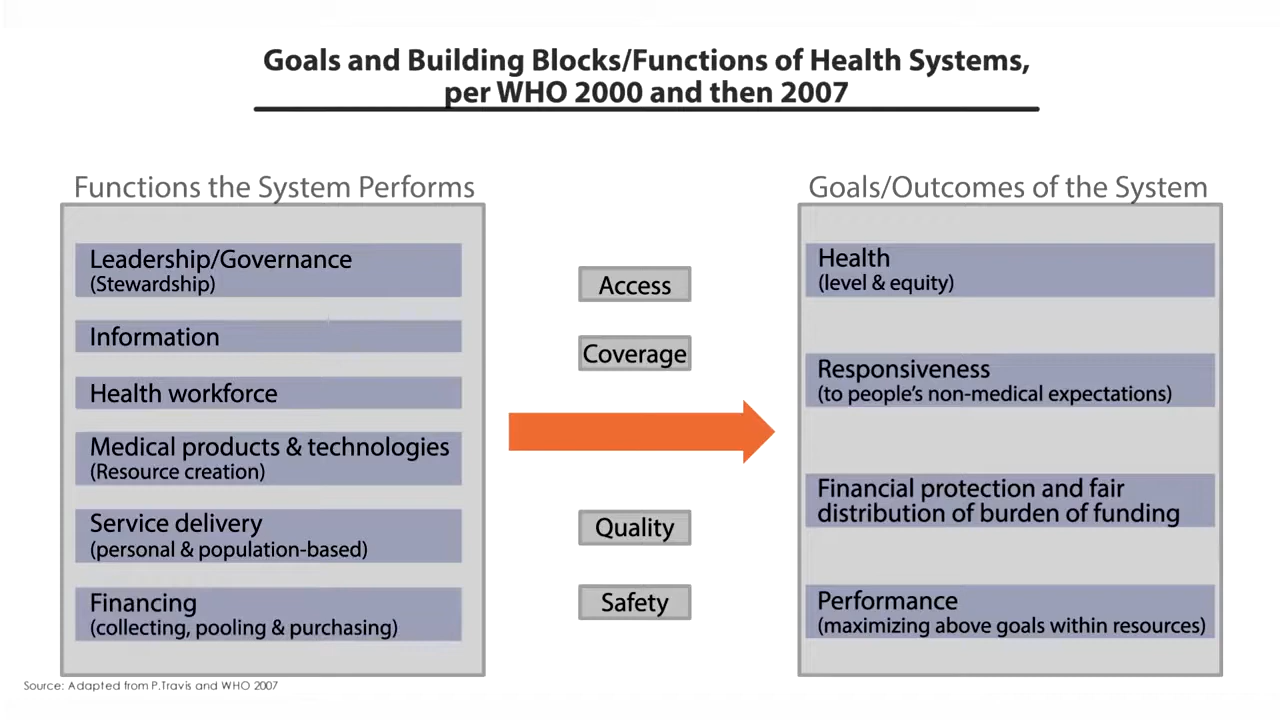 Goals and Building Blocks/Functions of Health Systems,
per WHO 2000 and then 2007
Functions the System Performs
Leadership/Governance
(Stewardship)
Information
Health workforce
Medical products & technologies
(Resource creation)
Service delivery
(personal & population-based)
Financing
(collecting, pooling & purchasing)
Access
Coverage
Quality
Safety
Goals/Outcomes of the System
Health
(level & equity)
Responsiveness
(to people's non-medical expectations)
Financial protection and fair
distribution of burden of funding
Performance
(maximizing above goals within resources)
Source: Adapted from P.Travis and WHO 2007